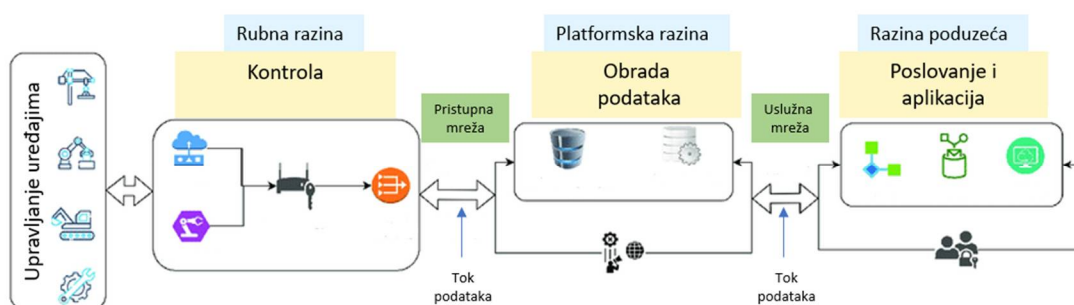 Upravljanje uređajima
Rubna razina
Kontrola
Pristupna
mreža
Tok
podataka
Platformska razina
Obrada
podataka
Uslužna
mreža
Tok
podataka
Razina poduzeća
Poslovanje i
aplikacija